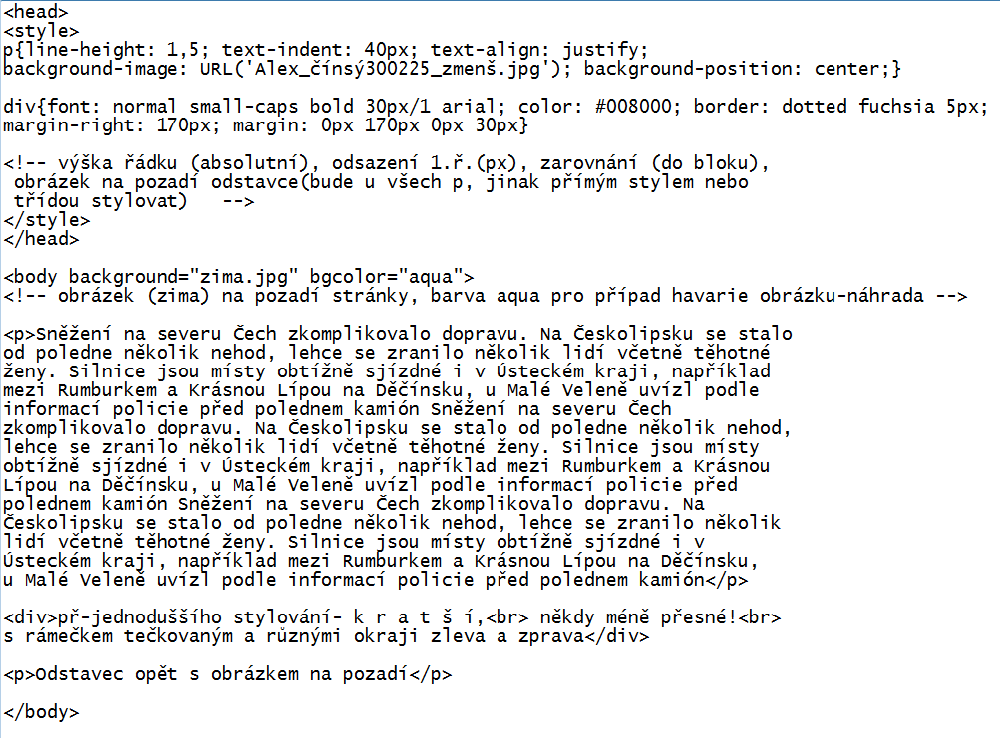 <head>
<style>
p{line-height: 1,5; text-indent: 40px; text-align: justify;
background-image: URL('Alex_čínsý300225_zmenš.jpg'); background-position: center;}
div{font: normal small-caps bold 30px/1 arial; color: #008000; border: dotted fuchsia 5px;
margin-right: 170px; margin: 0px 170px 0px 30px}
<!-- výška řádku (absolutní), odsazení 1.ř.(px), zarovnání (do bloku),
obrázek na pozadí odstavce(bude u všech p, jinak přímým stylem nebo
třídou stylovat)   -->
</style>
</head>
<body background="zima.jpg" bgcolor="aqua">
<!-- obrázek (zima) na pozadí stránky, barva aqua pro případ havarie obrázku-náhrada -->
<p>Sněžení na severu Čech zkomplikovalo dopravu. Na Českolipsku se stalo
od poledne několik nehod, lehce se zranilo několik lidí včetně těhotné
ženy. Silnice jsou místy obtížně sjízdné i v Ústeckém kraji, například
mezi Rumburkem a Krásnou Lípou na Děčínsku, u Malé Veleně uvízl podle
informací policie před polednem kamión Sněžení na severu Čech
zkomplikovalo dopravu. Na Českolipsku se stalo od poledne několik nehod,
lehce se zranilo několik lidí včetně těhotné ženy. Silnice jsou místy
obtížně sjízdné i v Ústeckém kraji, například mezi Rumburkem a Krásnou
Lípou na Děčínsku, u Malé Veleně uvízl podle informací policie před
polednem kamión Sněžení na severu Čech zkomplikovalo dopravu. Na
Českolipsku se stalo od poledne několik nehod, lehce se zranilo několik
lidí včetně těhotné ženy. Silnice jsou místy obtížně sjízdné i v
Ústeckém kraji, například mezi Rumburkem a Krásnou Lípou na Děčínsku,
u Malé Veleně uvízl podle informací policie před polednem kamión</p>
<div>př-jednoduššího stylování- k r a t š í,<br> někdy méně přesné!<br>
s rámečkem tečkovaným a různými okraji zleva a zprava</div>
<p>Odstavec opět s obrázkem na pozadí</p>
</body>